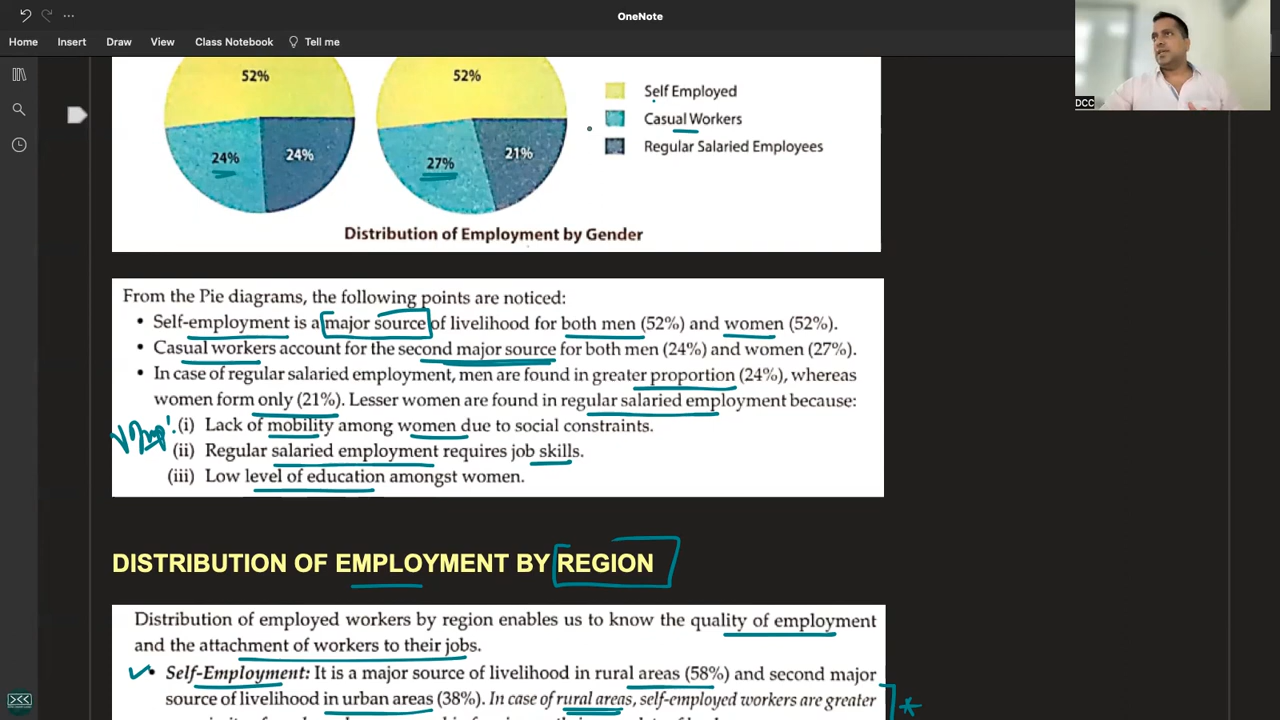 OneNote
Home Insert Draw View Class Notebook Tell me
DCC
52% 52%
24% 24% 27% 21%
Self Employed
Casual Workers
Regular Salaried Employees
Distribution of Employment by Gender
From the Pie diagrams, the following points are noticed:
• Self-employment is a major source of livelihood for both men (52%) and women (52%).
• Casual workers account for the second major source for both men (24%) and women (27%).
• In case of regular salaried employment, men are found in greater proportion (24%), whereas
women form only (21%). Lesser women are found in regular salaried employment because:
(i) Lack of mobility among women due to social constraints.
(ii) Regular salaried employment requires job skills.
(iii) Low level of education amongst women.
DISTRIBUTION OF EMPLOYMENT BY REGION
Distribution of employed workers by region enables us to know the quality of employment
and the attachment of workers to their jobs.
• Self-Employment: It is a major source of livelihood in rural areas (58%) and second major
source of livelihood in urban areas (38%). In case of rural areas, self-employed workers are greater